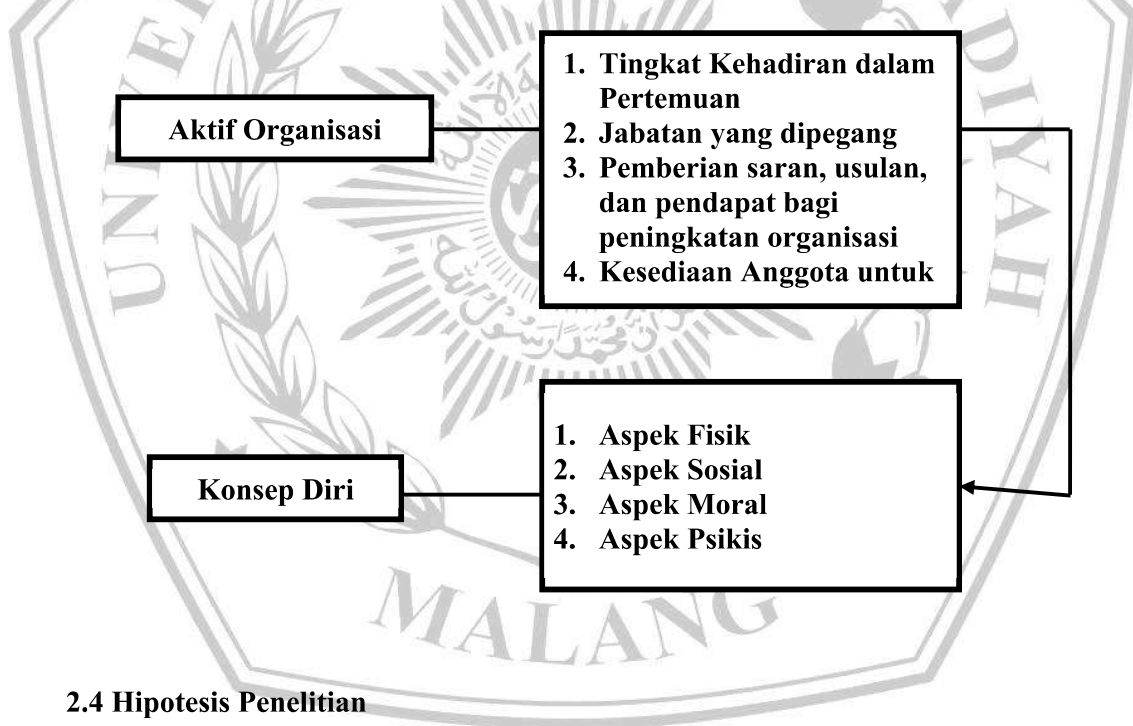 Aktif Organisasi
1. Tingkat Kehadiran dalam
Pertemuan
2. Jabatan yang dipegang
3. Pemberian saran, usulan,
dan pendapat bagi
peningkatan organisasi
4. Kesediaan Anggota untuk
Konsep Diri
1. Aspek Fisik
2. Aspek Sosial
3. Aspek Moral
4. Aspek Psikis
MALANG
2.4 Hipotesis Penelitian